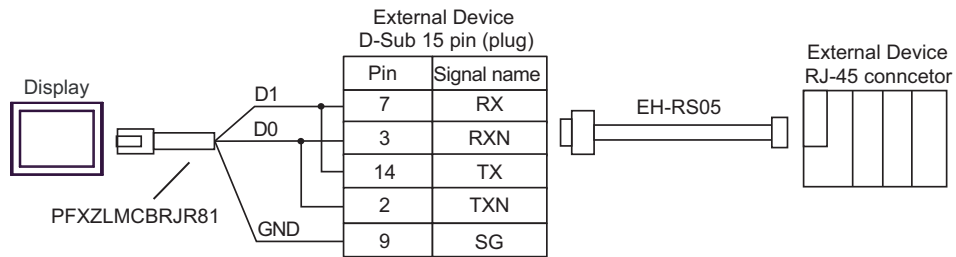 External Device
D-Sub 15 pin (plug)
External Device
RJ-45 conncetor
Display
Pin Signal name
D1
7 RX
EH-RS05
D0
3 RXN
14 TX
PFXZLMCBRJR81
2 TXN
GND
9 SG